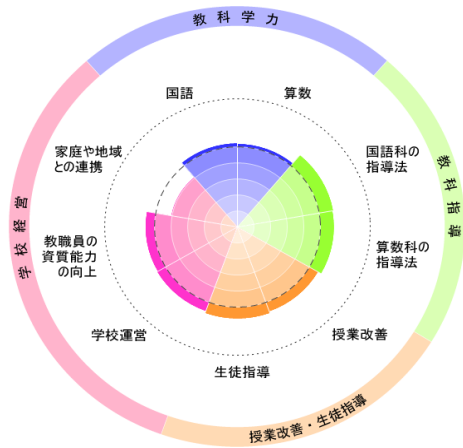 教科学力
国語
算数
家庭や地域
との連携
国語科の
指導法
教科指導
学校経営
教職員の
資質能力
の向上
算数科の
指導法
学校運営
授業改善
生徒指導
授業改善・生徒指導